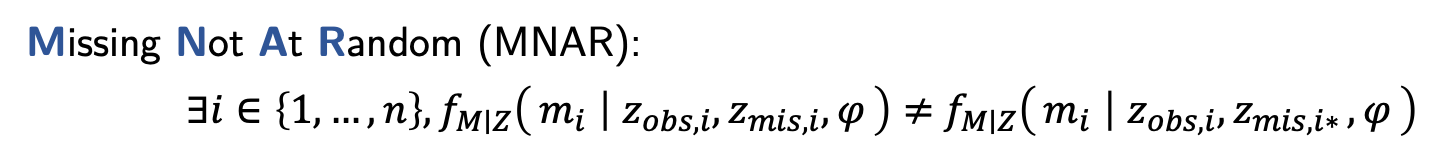 Missing Not At Random (MNAR):
∃i ∈ {1, ..., n}, f_{M|Z}( m_i | z_{obs,i}, z_{mis,i}, φ ) ≠ f_{M|Z}( m_i | z_{obs,i}, z_{mis,i*}, φ )